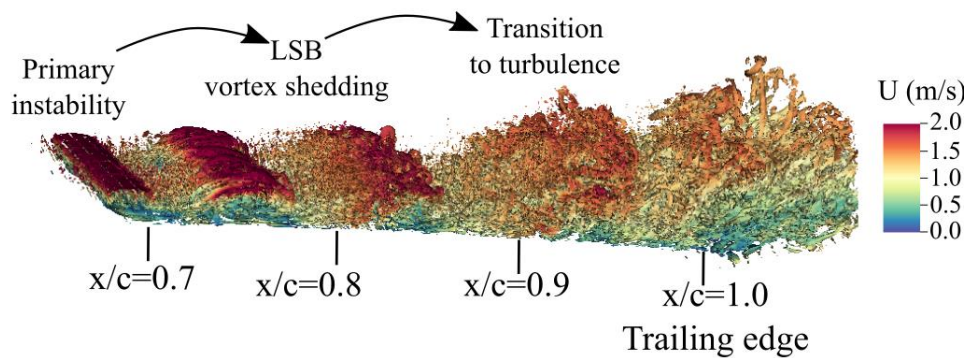 Primary
instability
LSB
vortex shedding
Transition
to turbulence
U (m/s)
2.0
1.5
1.0
0.5
0.0
x/c=0.7
x/c=0.8
x/c=0.9
x/c=1.0
Trailing edge